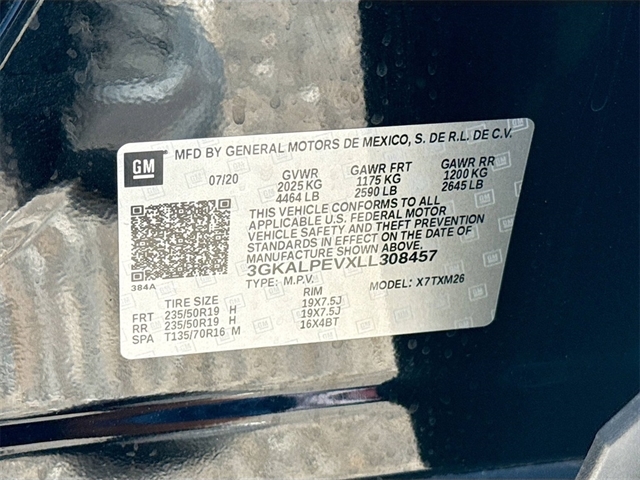 GM MFD BY GENERAL MOTORS DE MEXICO, S. DE R.L. DE C.V.
07/20 GVWR GAWR FRT GAWR RR
2025 KG 1175 KG 1200 KG
4464 LB 2590 LB 2645 LB
THIS VEHICLE CONFORMS TO ALL
APPLICABLE U.S. FEDERAL MOTOR
VEHICLE SAFETY AND THEFT PREVENTION
STANDARDS IN EFFECT ON THE DATE OF
MANUFACTURE SHOWN ABOVE.
3GKALPEVXLL308457
384A TYPE: M.P.V. MODEL: X7TXM26
TIRE SIZE RIM
FRT 235/50R19 H 19X7.5J
RR 235/50R19 H 19X7.5J
SPA T135/70R16 M 16X4BT